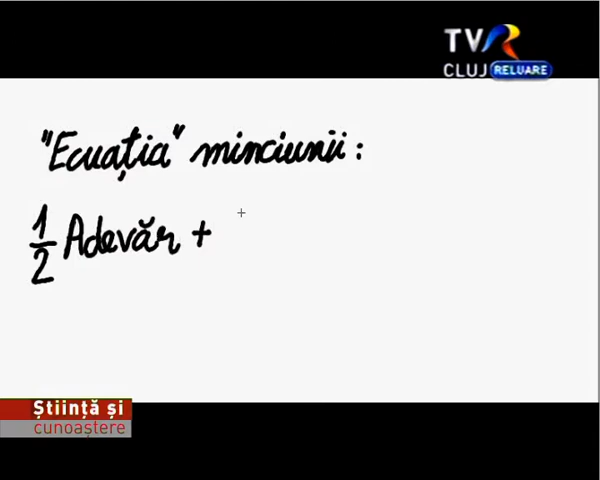 TVR
CLUJ RELUARE
"Ecuația" minciunii:
1/2 Adevăr +
Știință și
cunoaștere